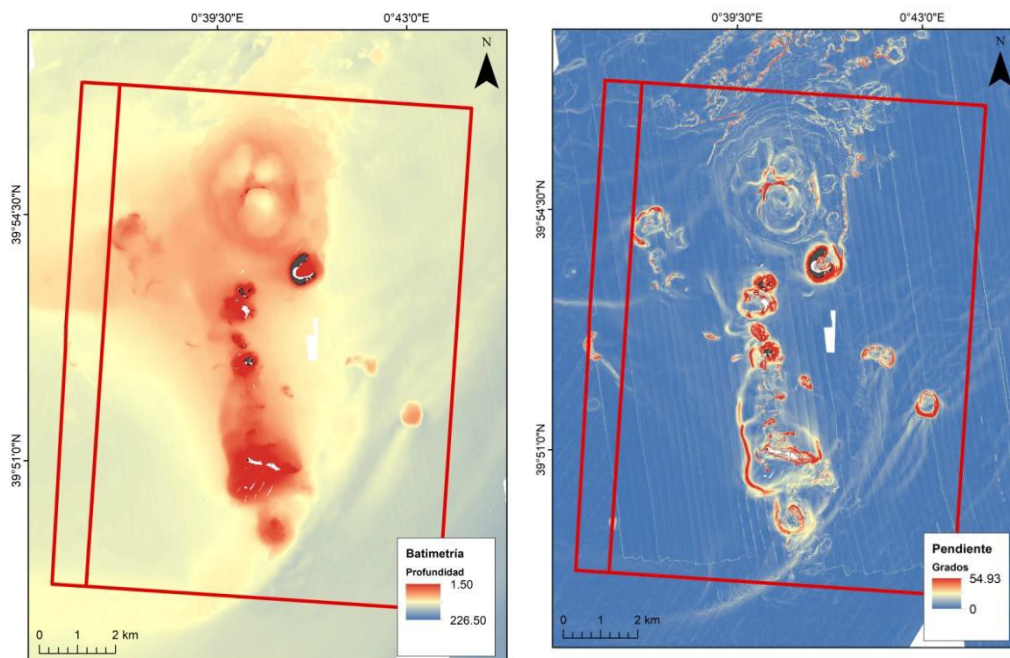 0°39'30"E
0°43'0"E
N
39°54'30"N
39°51'0"N
Batimetría
Profundidad
1.50
226.50
0 1 2 km
0°39'30"E
0°43'0"E
N
39°54'30"N
39°51'0"N
Pendiente
Grados
54.93
0
0 1 2 km